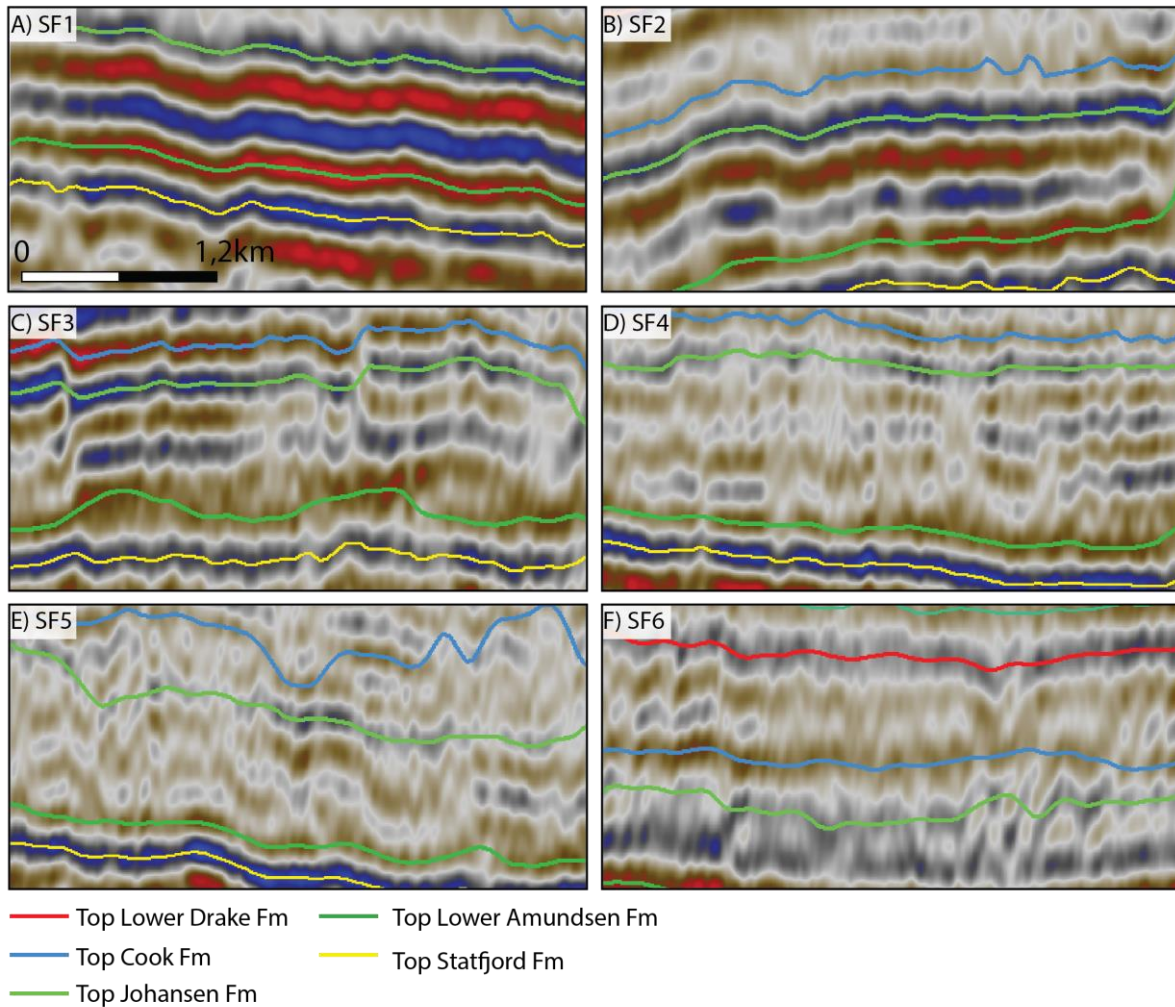 A) SF1
B) SF2
0 1,2km
C) SF3
D) SF4
E) SF5
F) SF6
Top Lower Drake Fm
Top Lower Amundsen Fm
Top Cook Fm
Top Statfjord Fm
Top Johansen Fm